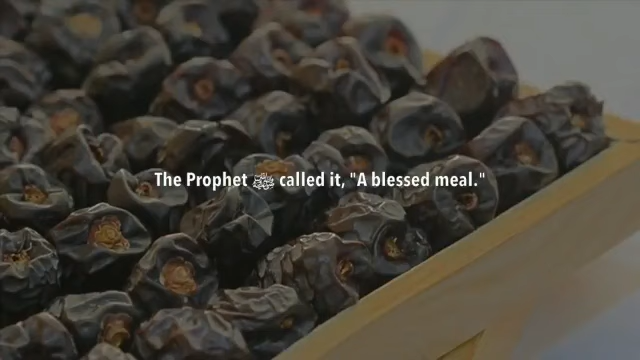 The Prophet ﷺ called it, "A blessed meal."